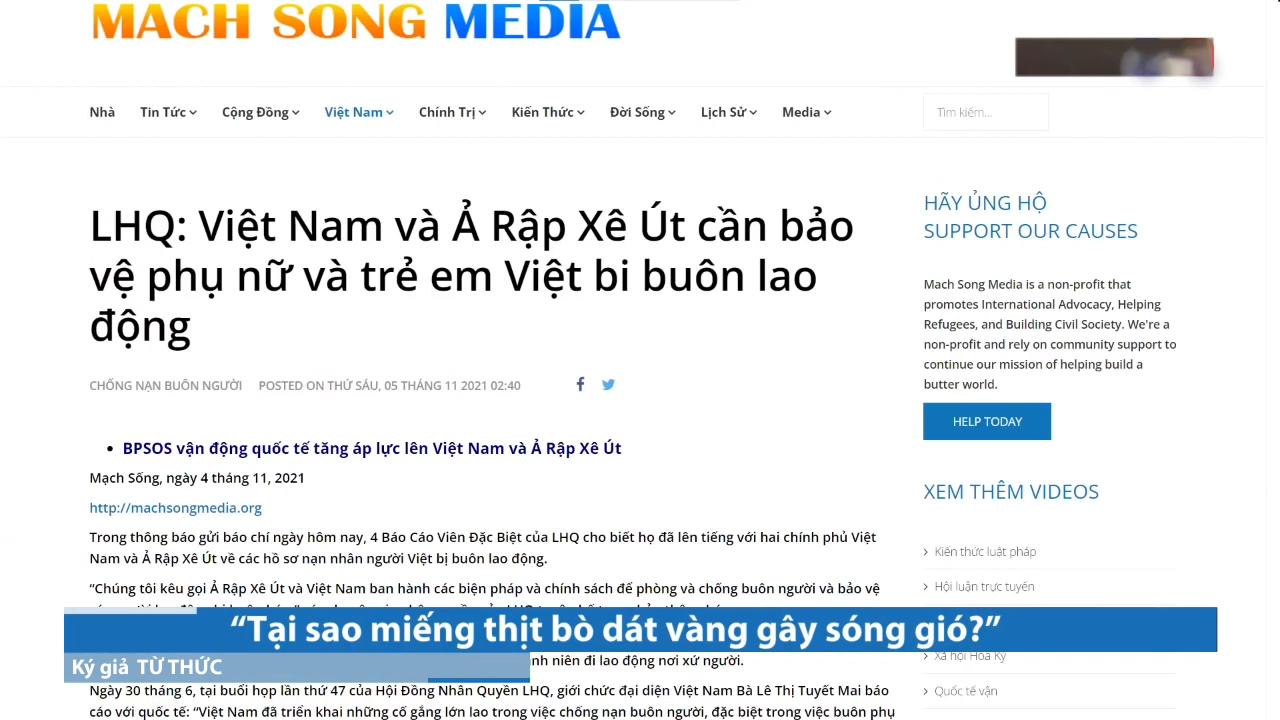 MACH SONG MEDIA
Nhà Tin Tức Cộng Đồng Việt Nam Chính Trị Kiến Thức Đời Sống Lịch Sử Media
Tìm kiếm...
LHQ: Việt Nam và Ả Rập Xê Út cần bảo
vệ phụ nữ và trẻ em Việt bi buôn lao
động
CHỐNG NẠN BUÔN NGƯỜI POSTED ON THỨ SÁU, 05 THÁNG 11 2021 02:40
• BPSOS vận động quốc tế tăng áp lực lên Việt Nam và Ả Rập Xê Út
Mạch Sống, ngày 4 tháng 11, 2021
http://machsongmedia.org
Trong thông báo gửi báo chí ngày hôm nay, 4 Báo Cáo Viên Đặc Biệt của LHQ cho biết họ đã lên tiếng với hai chính phủ Việt
Nam và Ả Rập Xê Út về các hồ sơ nạn nhân người Việt bị buôn lao động.
“Chúng tôi kêu gọi Ả Rập Xê Út và Việt Nam ban hành các biện pháp và chính sách để phòng và chống buôn người và bảo vệ
“Tại sao miếng thịt bò dát vàng gây sóng gió?”
Ký giả TỪ THỨC
nh niên đi lao động nơi xứ người.
Ngày 30 tháng 6, tại buổi họp lần thứ 47 của Hội Đồng Nhân Quyền LHQ, giới chức đại diện Việt Nam Bà Lê Thị Tuyết Mai báo
cáo với quốc tế: “Việt Nam đã triển khai những cố gắng lớn lao trong việc chống nạn buôn người, đặc biệt trong việc buôn phụ
HÃY ỦNG HỘ
SUPPORT OUR CAUSES
Mach Song Media is a non-profit that
promotes International Advocacy, Helping
Refugees, and Building Civil Society. We're a
non-profit and rely on community support to
continue our mission of helping build a
butter world.
HELP TODAY
XEM THÊM VIDEOS
Kiến thức luật pháp
Hội luận trực tuyến
Xã hội Hoa Kỳ
Quốc tế vận